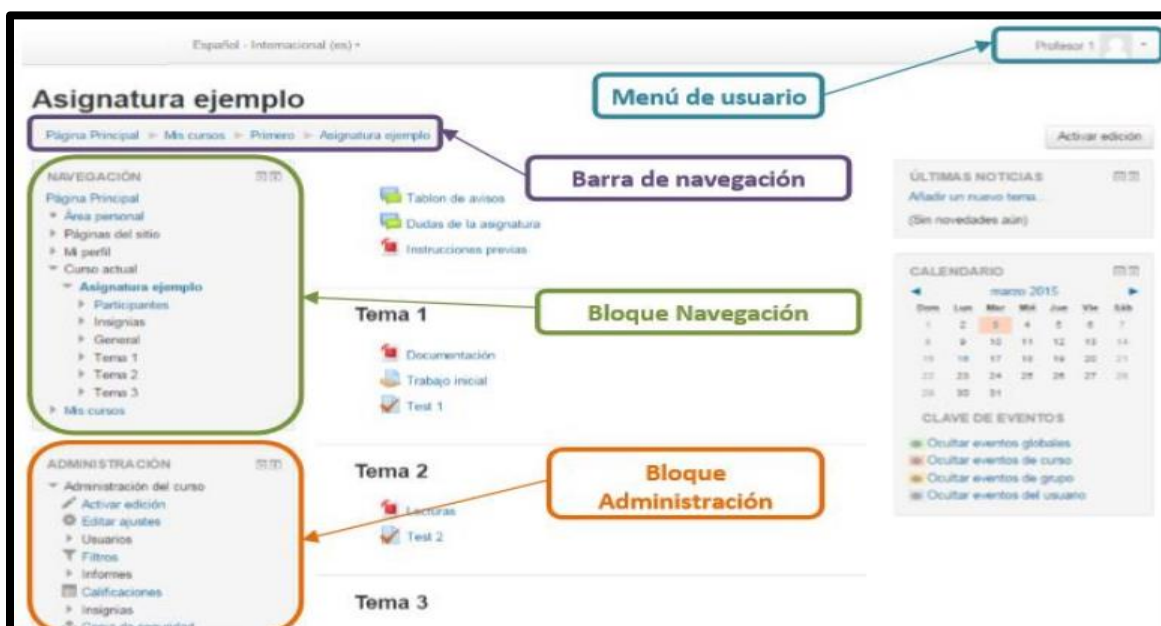 Español - Internacional (es)
Profesor 1
Menú de usuario
Asignatura ejemplo
Página Principal Mis cursos Primero Asignatura ejemplo
Activar edición
Barra de navegación
NAVEGACIÓN
Página Principal
Área personal
Páginas del sitio
Mi perfil
Curso actual
Asignatura ejemplo
Participantes
Insignias
General
Tema 1
Tema 2
Tema 3
Mis cursos
ADMINISTRACIÓN
Administración del curso
Activar edición
Editar ajustes
Usuarios
Filtros
Informes
Calificaciones
Insignias
Copia de seguridad
Tablon de avisos
Dudas de la asignatura
Instrucciones previas
Bloque Navegación
Tema 1
Documentación
Trabajo inicial
Test 1
Bloque
Administración
Tema 2
Lecturas
Test 2
Tema 3
ÚLTIMAS NOTICIAS
Añadir un nuevo tema...
(Sin novedades aún)
CALENDARIO
marzo 2015
Dom Lun Mar Mié Jue Vie Sáb
1 2 3 4 5 6 7
8 9 10 11 12 13 14
15 16 17 18 19 20 21
22 23 24 25 26 27 28
29 30 31
CLAVE DE EVENTOS
Ocultar eventos globales
Ocultar eventos de curso
Ocultar eventos de grupo
Ocultar eventos del usuario